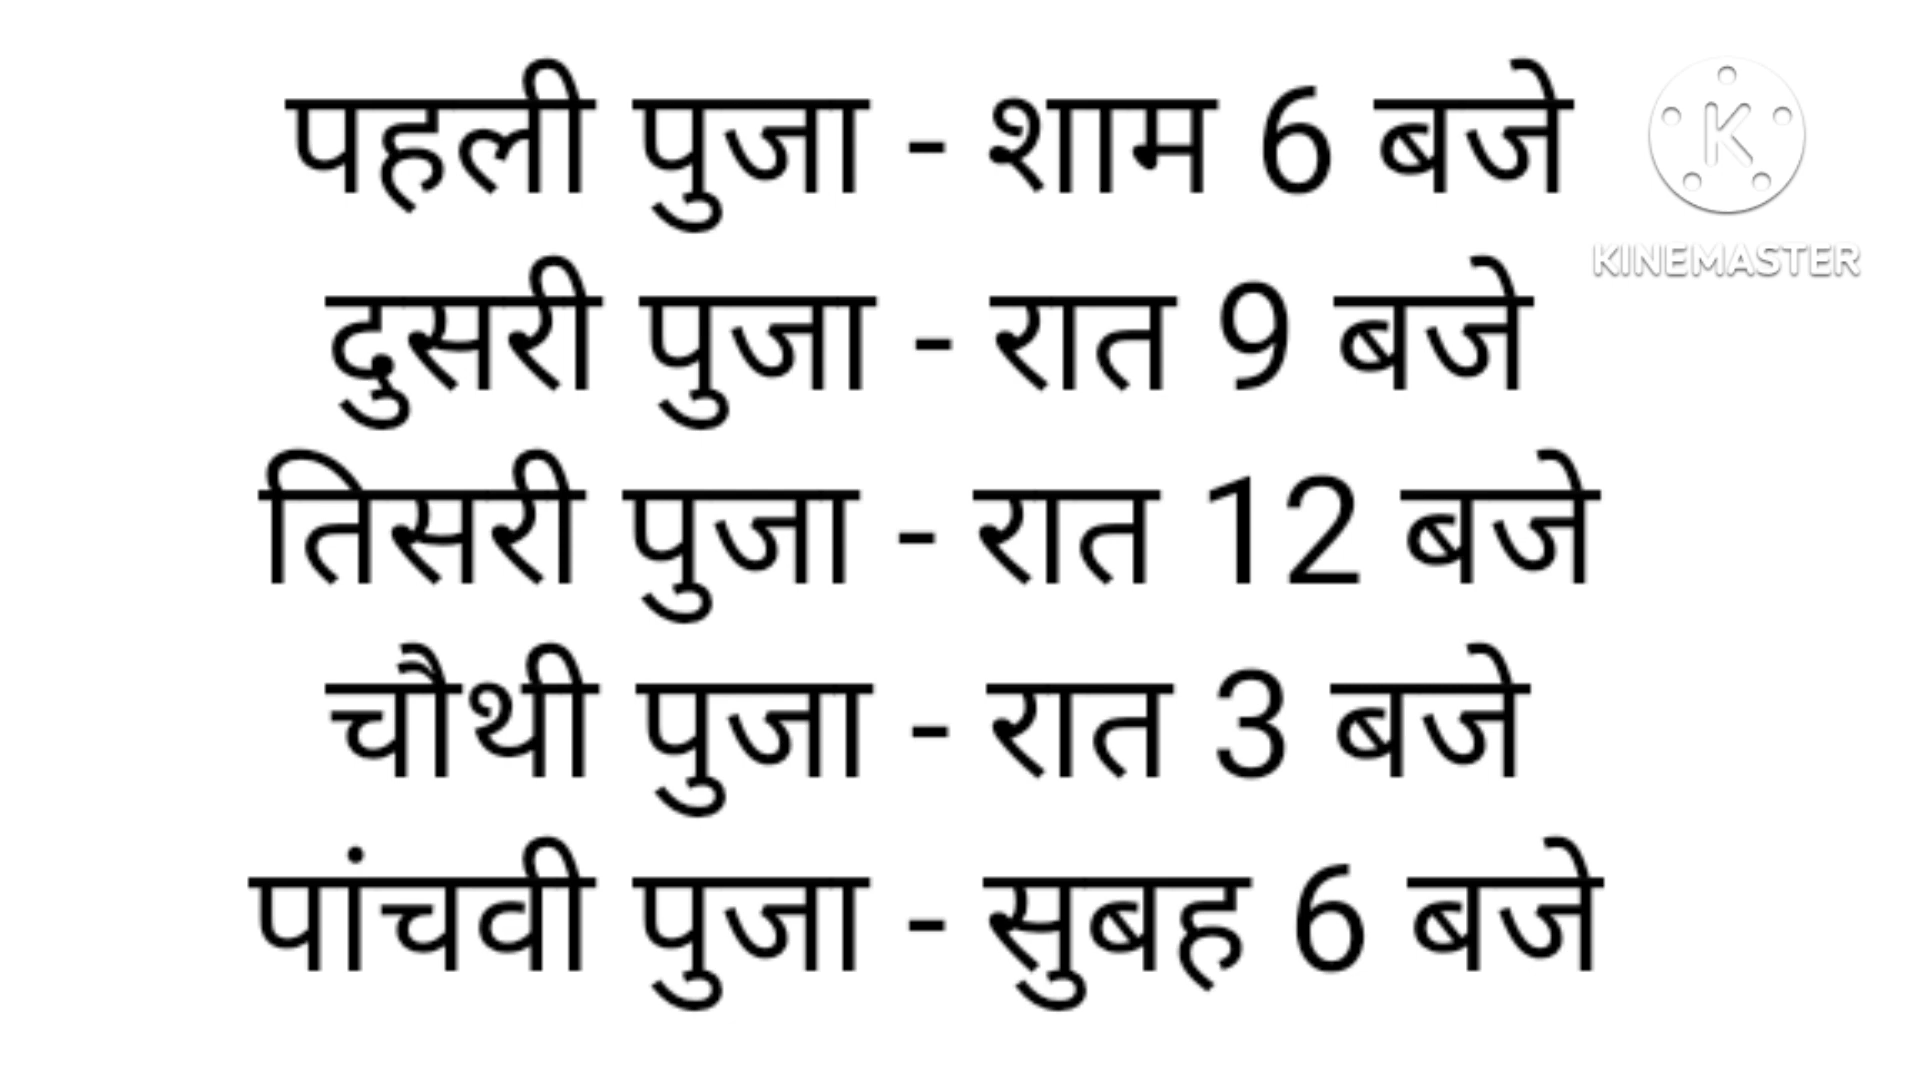 पहली पुजा - शाम 6 बजे
दुसरी पुजा - रात 9 बजे
तिसरी पुजा - रात 12 बजे
चौथी पुजा - रात 3 बजे
पांचवी पुजा - सुबह 6 बजे
K
KINEMASTER